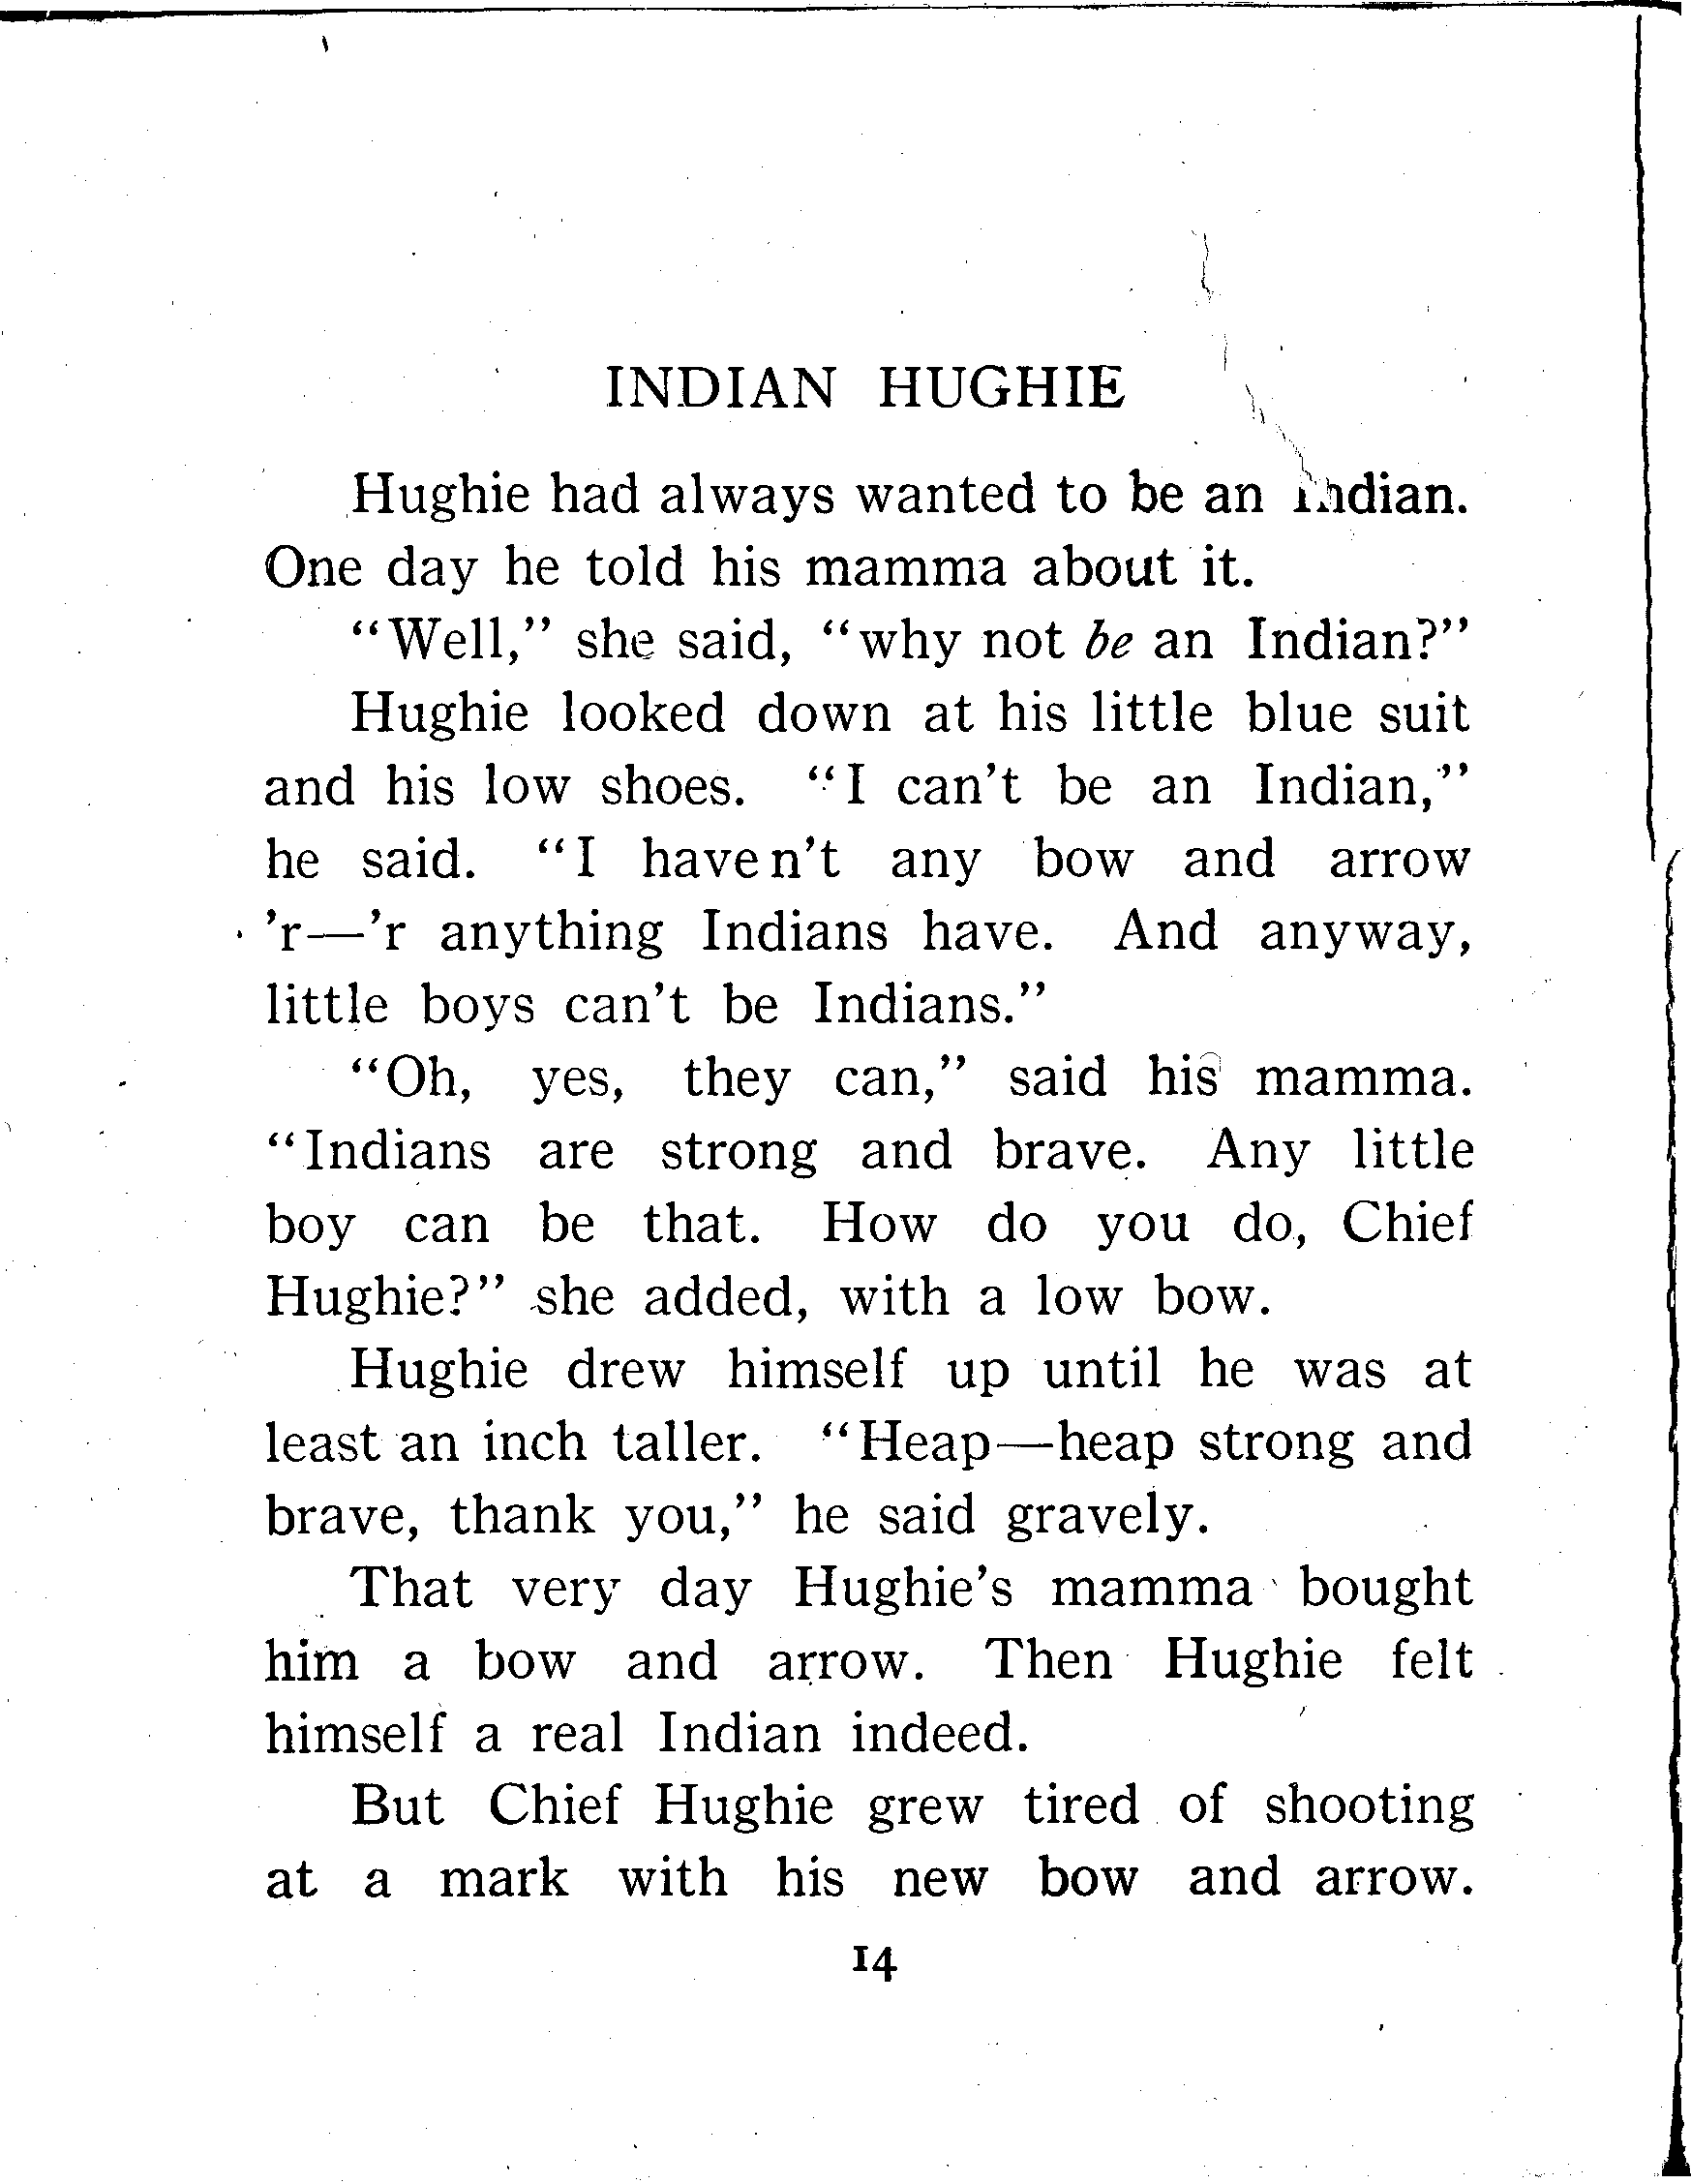 INDIAN HUGHIE
Hughie had always wanted to be an Indian.
One day he told his mamma about it.
“Well,” she said, “why not be an Indian?”
Hughie looked down at his little blue suit
and his low shoes. “I can’t be an Indian,”
he said. “I haven’t any bow and arrow
’r—’r anything Indians have. And anyway,
little boys can’t be Indians.”
“Oh, yes, they can,” said his mamma.
“Indians are strong and brave. Any little
boy can be that. How do you do, Chief
Hughie?” she added, with a low bow.
Hughie drew himself up until he was at
least an inch taller. “Heap—heap strong and
brave, thank you,” he said gravely.
That very day Hughie’s mamma bought
him a bow and arrow. Then Hughie felt
himself a real Indian indeed.
But Chief Hughie grew tired of shooting
at a mark with his new bow and arrow.
14